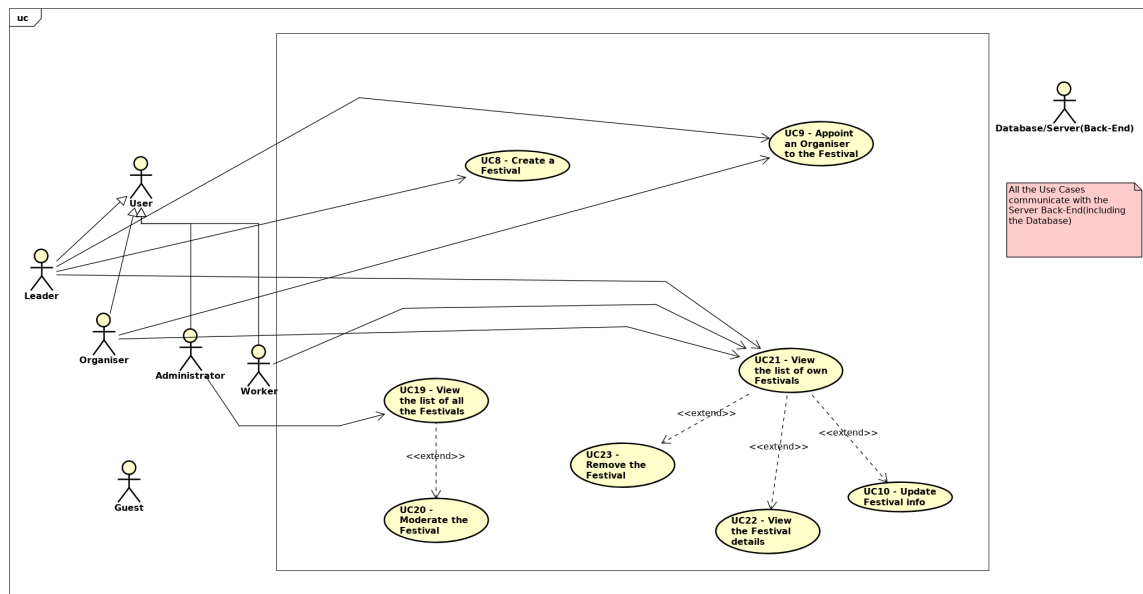 uc
UC9 - Appoint
an Organiser
to the Festival
Database/Server(Back-End)
UC8 - Create a
Festival
User
All the Use Cases
communicate with the
Server Back-End(including
the Database)
Leader
Organiser
Administrator
Worker
UC21 - View
the list of own
Festivals
UC19 - View
the list of all
the Festivals
<<extend>>
<<extend>>
<<extend>>
<<extend>>
UC23 -
Remove the
Festival
UC10 - Update
Festival info
Guest
UC20 -
Moderate the
Festival
UC22 - View
the Festival
details